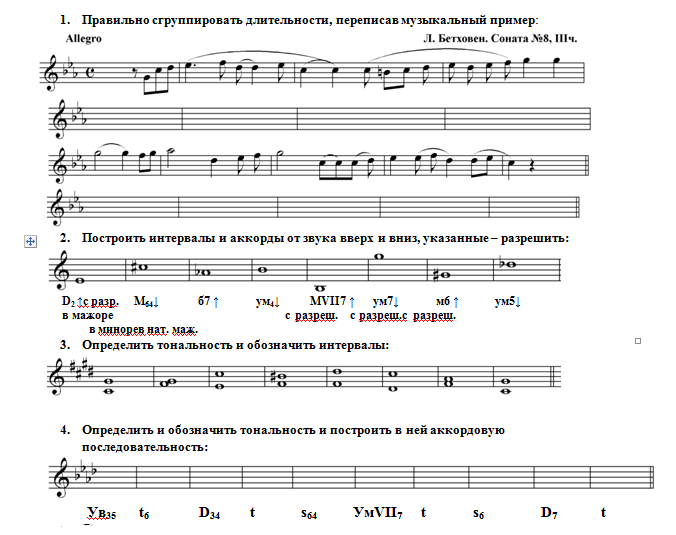 1. Правильно сгруппировать длительности, переписав музыкальный пример:
Allegro Л. Бетховен. Соната №8, IIIч.
2. Построить интервалы и аккорды от звука вверх и вниз, указанные – разрешить:
D2 ↑с разр. М64↓ б7 ↑ ум4↓ МVII7 ↑ ум7↓ м6 ↑ ум5↓
в мажоре с разреш. с разреш.с разреш.
в минорев нат. маж.
3. Определить тональность и обозначить интервалы:
4. Определить и обозначить тональность и построить в ней аккордовую
последовательность:
Ув35 t6 D34 t s64 УмVII7 t s6 D7 t